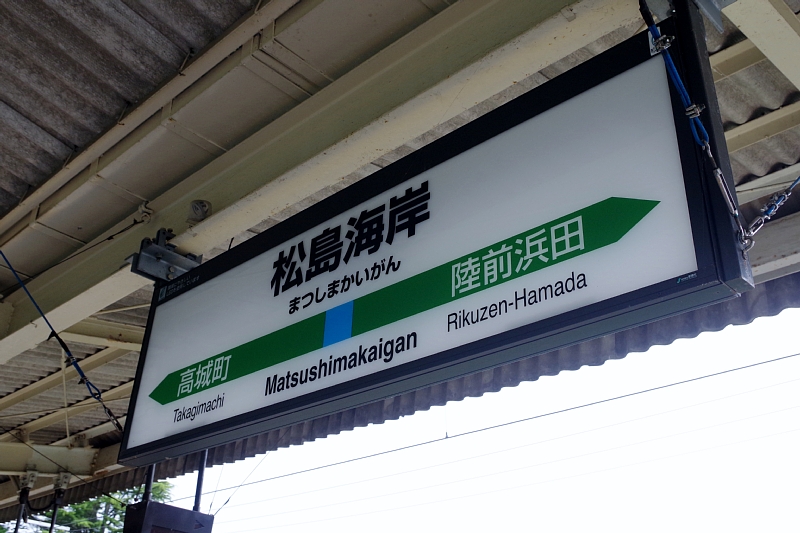 松島海岸
まつしまかいがん
高城町
陸前浜田
Takagimachi
Matsushimakaigan
Rikuzen-Hamada